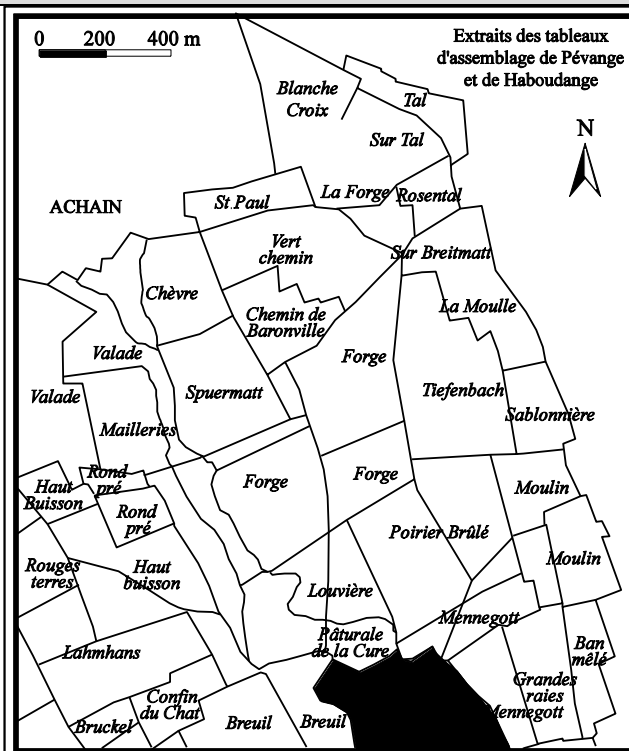 0 200 400 m
Extraits des tableaux
d'assemblage de Pévange
et de Haboudange
N
Blanche
Croix
Tal
Sur Tal
ACHAIN
St Paul
La Forge
Rosental
Vert
chemin
Sur Breitmatt
Chèvre
Chemin de
Baronville
La Moulle
Valade
Forge
Valade
Spuermatt
Tiefenbach
Sablonnière
Mailleries
Rond
pré
Haut
Buisson
Forge
Forge
Moulin
Rond
pré
Poirier Brûlé
Rouges
terres
Haut
buisson
Moulin
Louvière
Mennegott
Pâturale
de la Cure
Lahmhans
Ban
mêlé
Grandes
raies
Confin
du Chat
Mennegott
Bruckel
Breuil
Breuil